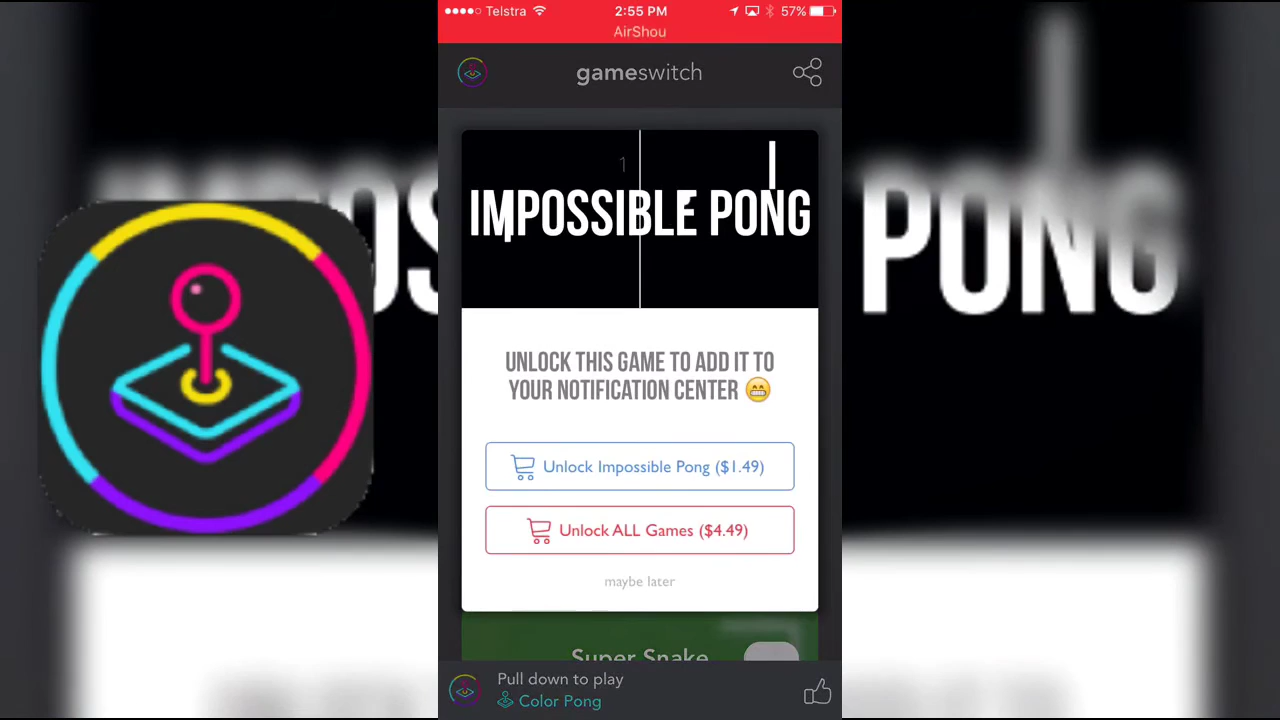 Telstra 2:55 PM 57%
AirShou
gameswitch
1
IMPOSSIBLE PONG
UNLOCK THIS GAME TO ADD IT TO
YOUR NOTIFICATION CENTER 😁
Unlock Impossible Pong ($1.49)
Unlock ALL Games ($4.49)
maybe later
Super Snake
Pull down to play
Color Pong
PONG